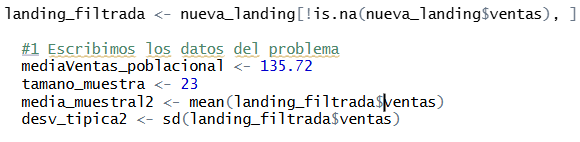 landing_filtrada <- nueva_landing[!is.na(nueva_landing$ventas), ]
#1 Escribimos los datos del problema
mediaVentas_poblacional <- 135.72
tamano_muestra <- 23
media_muestral2 <- mean(landing_filtrada$ventas)
desv_tipica2 <- sd(landing_filtrada$ventas)